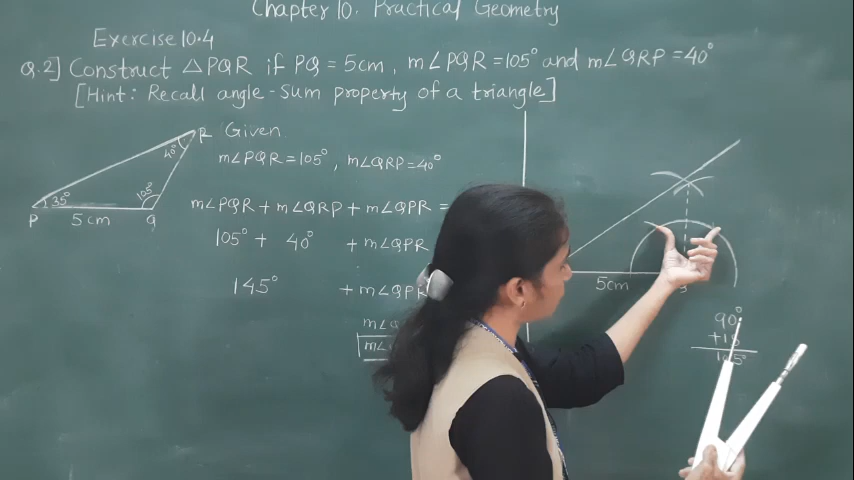 Chapter 10. Practical Geometry
Exercise 10.4
Q.2] Construct △PQR if PQ = 5cm, m∠PQR = 105° and m∠QRP = 40°
[Hint: Recall angle-Sum property of a triangle]
R
40°
35°
105°
P
5cm
Q
Given
m∠PQR = 105°, m∠QRP = 40°
m∠PQR + m∠QRP + m∠QPR =
105° + 40° + m∠QPR
145° + m∠QPR
5cm
90°
105°